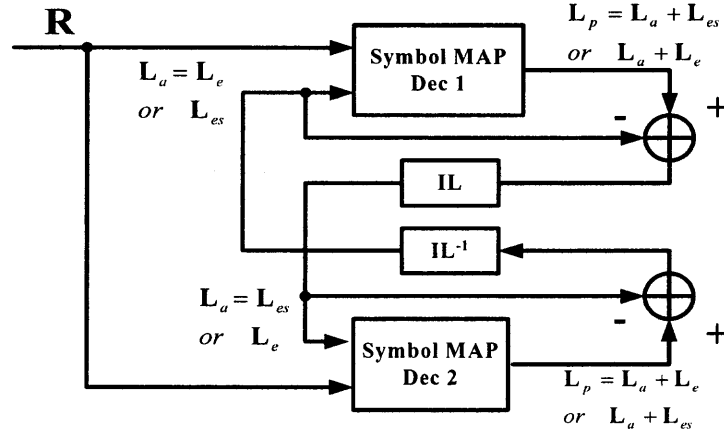 R
L_p = L_a + L_es
or L_a + L_e
Symbol MAP
Dec 1
L_a = L_e
or L_es
-
+
IL
IL⁻¹
L_a = L_es
or L_e
-
+
Symbol MAP
Dec 2
L_p = L_a + L_e
or L_a + L_es